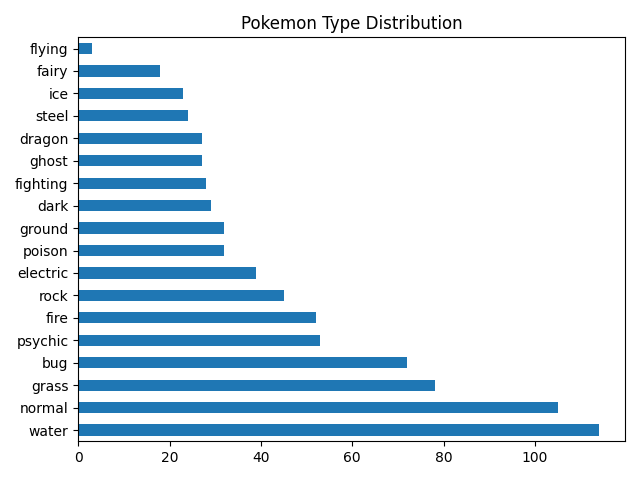 Pokemon Type Distribution
flying
fairy
ice
steel
dragon
ghost
fighting
dark
ground
poison
electric
rock
fire
psychic
bug
grass
normal
water
0 20 40 60 80 100